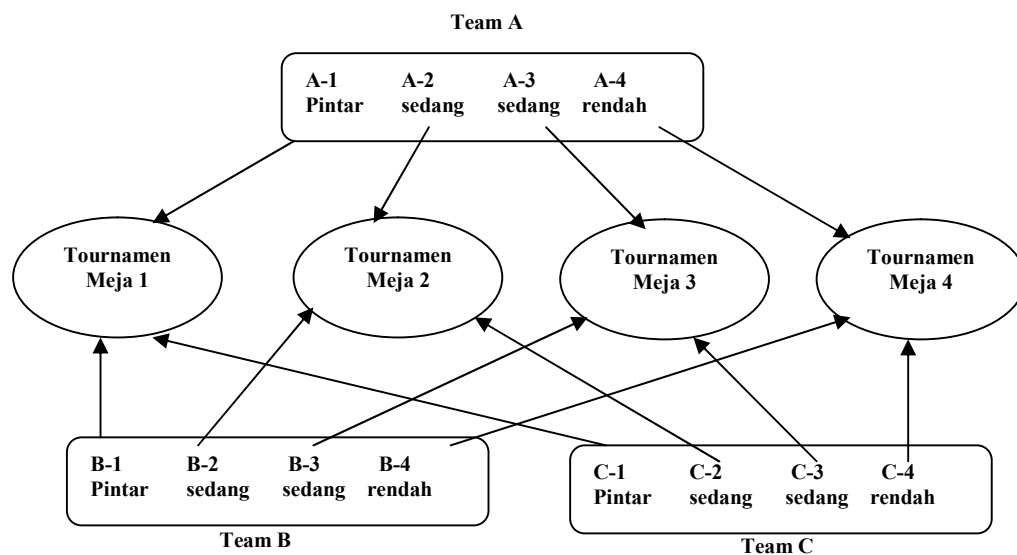 Team A
A-1 A-2 A-3 A-4
Pintar sedang sedang rendah
Tournamen Meja 1
Tournamen Meja 2
Tournamen Meja 3
Tournamen Meja 4
B-1 B-2 B-3 B-4
Pintar sedang sedang rendah
Team B
C-1 C-2 C-3 C-4
Pintar sedang sedang rendah
Team C